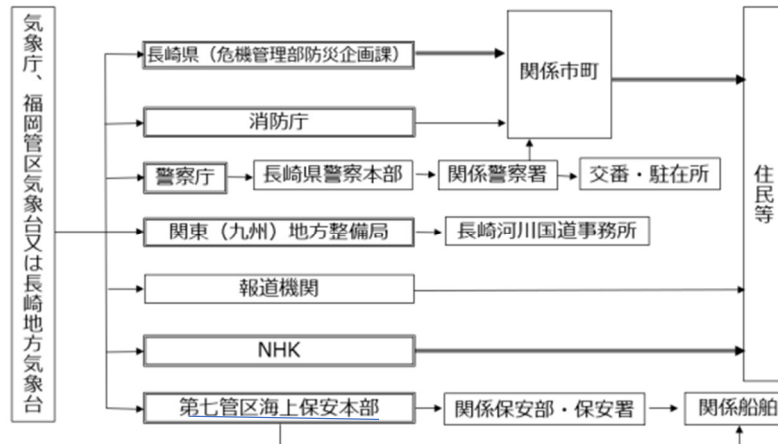 気象庁、福岡管区気象台又は長崎地方気象台
長崎県（危機管理部防災企画課）
関係市町
消防庁
警察庁
長崎県警察本部
関係警察署
交番・駐在所
関東（九州）地方整備局
長崎河川国道事務所
報道機関
NHK
第七管区海上保安本部
関係保安部・保安署
関係船舶
住民等